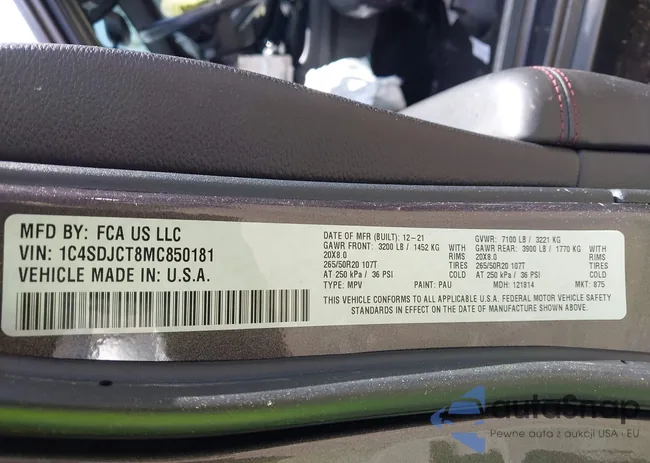 MFD BY: FCA US LLC
VIN: 1C4SDJCT8MC850181
VEHICLE MADE IN: U.S.A.
DATE OF MFR (BUILT): 12-21 GVWR: 7100 LB / 3221 KG
GAWR FRONT: 3200 LB / 1452 KG WITH GAWR REAR: 3900 LB / 1770 KG WITH
20X8.0 RIMS 20X8.0 RIMS
265/50R20 107T TIRES 265/50R20 107T TIRES
AT 250 kPa / 36 PSI COLD AT 250 kPa / 36 PSI COLD
TYPE: MPV PAINT: PAU MDH: 121814 MKT: 875
THIS VEHICLE CONFORMS TO ALL APPLICABLE U.S.A. FEDERAL MOTOR VEHICLE SAFETY
STANDARDS IN EFFECT ON THE DATE OF MANUFACTURE SHOWN ABOVE.
autoSnap
Pewne auta z aukcji USA i EU